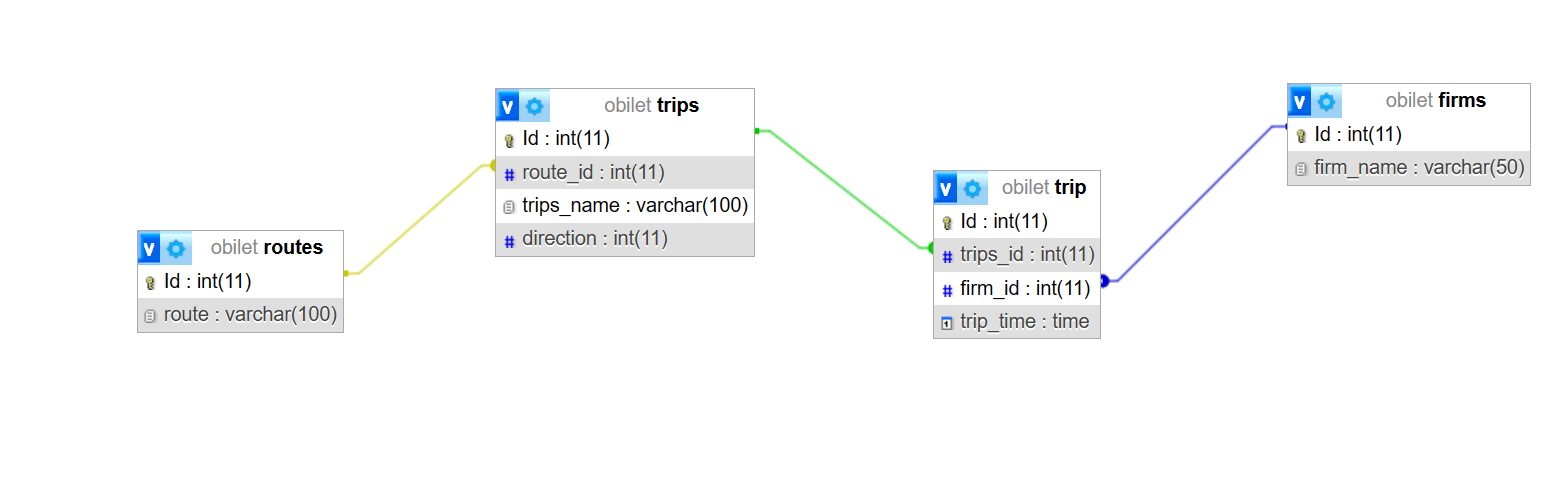 obilet routes
Id : int(11)
route : varchar(100)
obilet trips
Id : int(11)
route_id : int(11)
trips_name : varchar(100)
direction : int(11)
obilet trip
Id : int(11)
trips_id : int(11)
firm_id : int(11)
trip_time : time
obilet firms
Id : int(11)
firm_name : varchar(50)